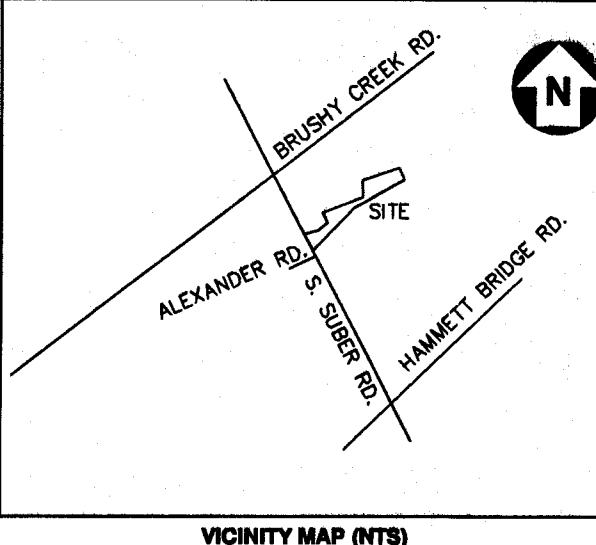 BRUSHY CREEK RD.
N
SITE
ALEXANDER RD.
S. SUBER RD.
HAMMETT BRIDGE RD.
VICINITY MAP (NTS)